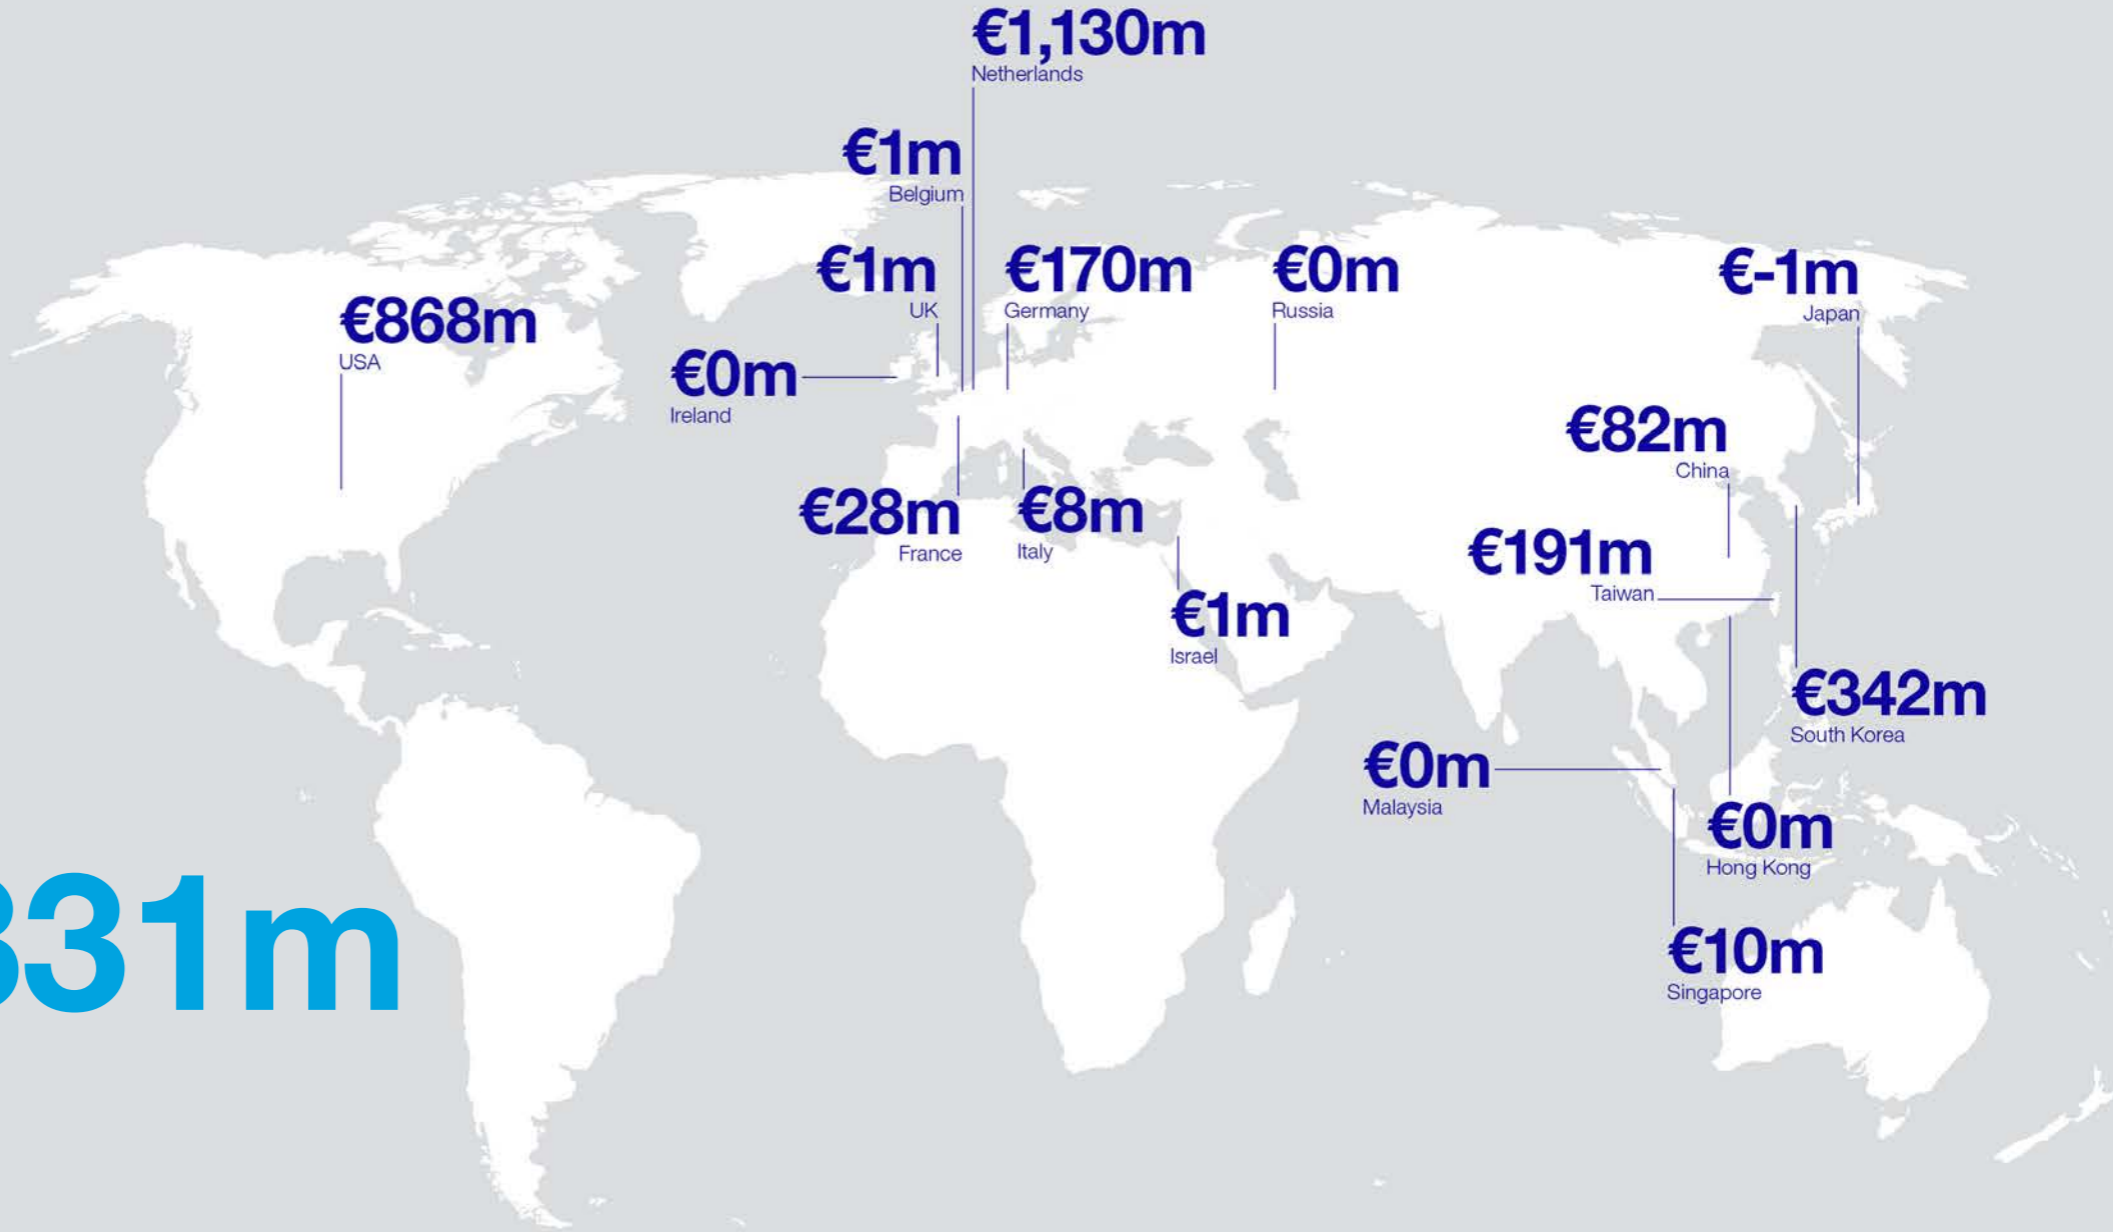 €1,130m
Netherlands
€1m
Belgium
€1m
UK
€170m
Germany
€0m
Russia
€-1m
Japan
€868m
USA
€0m
Ireland
€82m
China
€28m
France
€8m
Italy
€191m
Taiwan
€1m
Israel
€342m
South Korea
€0m
Malaysia
€0m
Hong Kong
31m
€10m
Singapore